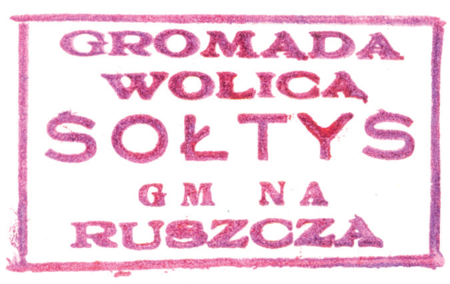 GROMADA
WOLICA
SOŁTYS
GM NA
RUSZCZA